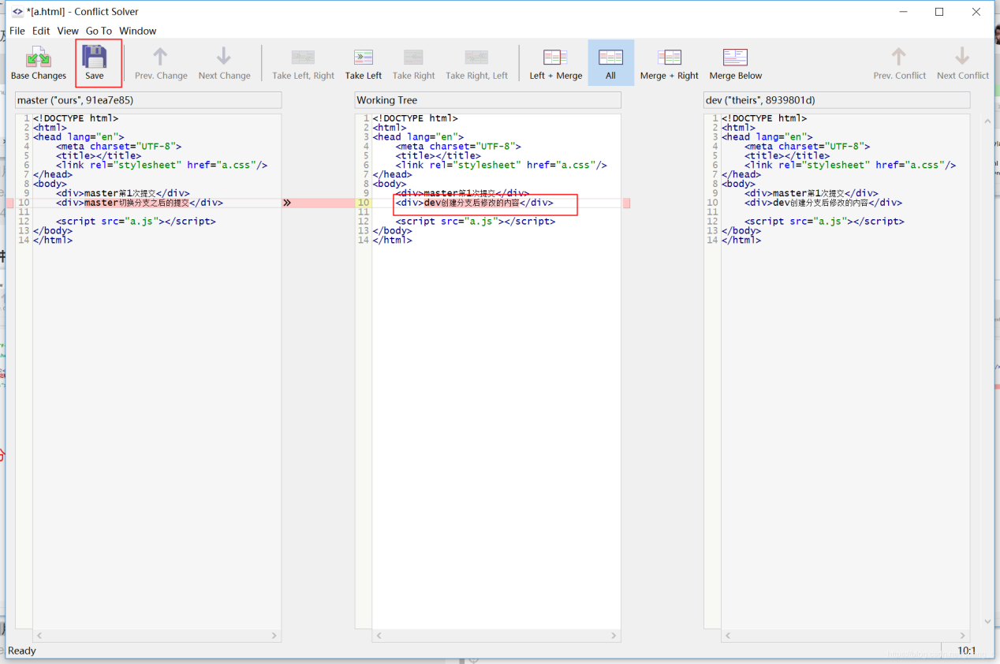 *[a.html] - Conflict Solver
File Edit View Go To Window
Base Changes Save Prev. Change Next Change Take Left, Right Take Left Take Right Take Right, Left Left + Merge All Merge + Right Merge Below Prev. Conflict Next Conflict
master ("ours", 91ea7e85)
1 <!DOCTYPE html>
2 <html>
3 <head lang="en">
4 <meta charset="UTF-8">
5 <title></title>
6 <link rel="stylesheet" href="a.css"/>
7 </head>
8 <body>
9 <div>master第1次提交</div>
10 <div>master切换分支之后的提交</div>
11
12 <script src="a.js"></script>
13 </body>
14 </html>
Working Tree
1 <!DOCTYPE html>
2 <html>
3 <head lang="en">
4 <meta charset="UTF-8">
5 <title></title>
6 <link rel="stylesheet" href="a.css"/>
7 </head>
8 <body>
9 <div>master第1次提交</div>
10 <div>dev创建分支后修改的内容</div>
11
12 <script src="a.js"></script>
13 </body>
14 </html>
dev ("theirs", 8939801d)
1 <!DOCTYPE html>
2 <html>
3 <head lang="en">
4 <meta charset="UTF-8">
5 <title></title>
6 <link rel="stylesheet" href="a.css"/>
7 </head>
8 <body>
9 <div>master第1次提交</div>
10 <div>dev创建分支后修改的内容</div>
11
12 <script src="a.js"></script>
13 </body>
14 </html>
Ready
10:1